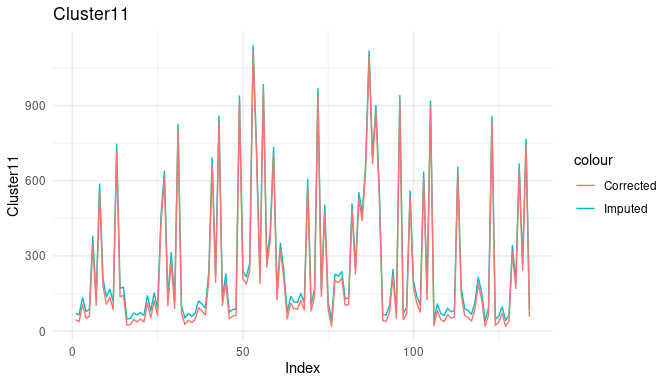 Cluster11
900
600
300
0
Cluster11
0
50
100
Index
colour
Corrected
Imputed